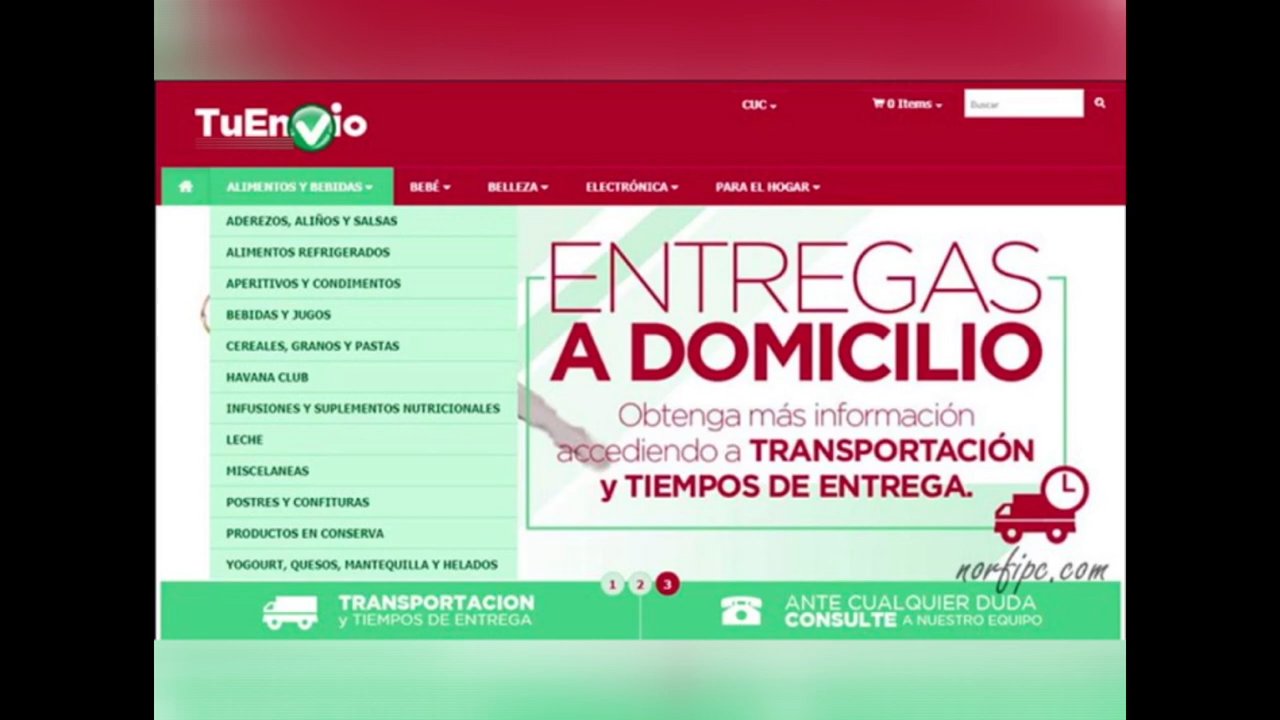 TuEnvio
CUC
0 Items
Buscar
ALIMENTOS Y BEBIDAS
BEBÉ
BELLEZA
ELECTRÓNICA
PARA EL HOGAR
ADEREZOS, ALIÑOS Y SALSAS
ALIMENTOS REFRIGERADOS
APERITIVOS Y CONDIMENTOS
BEBIDAS Y JUGOS
CEREALES, GRANOS Y PASTAS
HAVANA CLUB
INFUSIONES Y SUPLEMENTOS NUTRICIONALES
LECHE
MISCELANEAS
POSTRES Y CONFITURAS
PRODUCTOS EN CONSERVA
YOGOURT, QUESOS, MANTEQUILLA Y HELADOS
ENTREGAS
A DOMICILIO
Obtenga más información
accediendo a TRANSPORTACIÓN
y TIEMPOS DE ENTREGA.
norfipc.com
1 2 3
TRANSPORTACION
y TIEMPOS DE ENTREGA
ANTE CUALQUIER DUDA
CONSULTE A NUESTRO EQUIPO